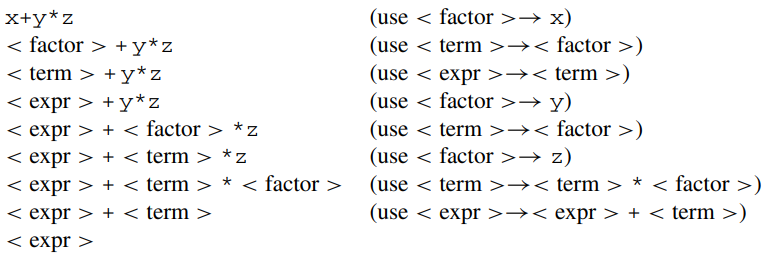 x+y*z (use < factor >→ x)
< factor > +y*z (use < term >→< factor >)
< term > +y*z (use < expr >→< term >)
< expr > +y*z (use < factor >→ y)
< expr > + < factor > *z (use < term >→< factor >)
< expr > + < term > *z (use < factor >→ z)
< expr > + < term > * < factor > (use < term >→< term > * < factor >)
< expr > + < term > (use < expr >→< expr > + < term >)
< expr >